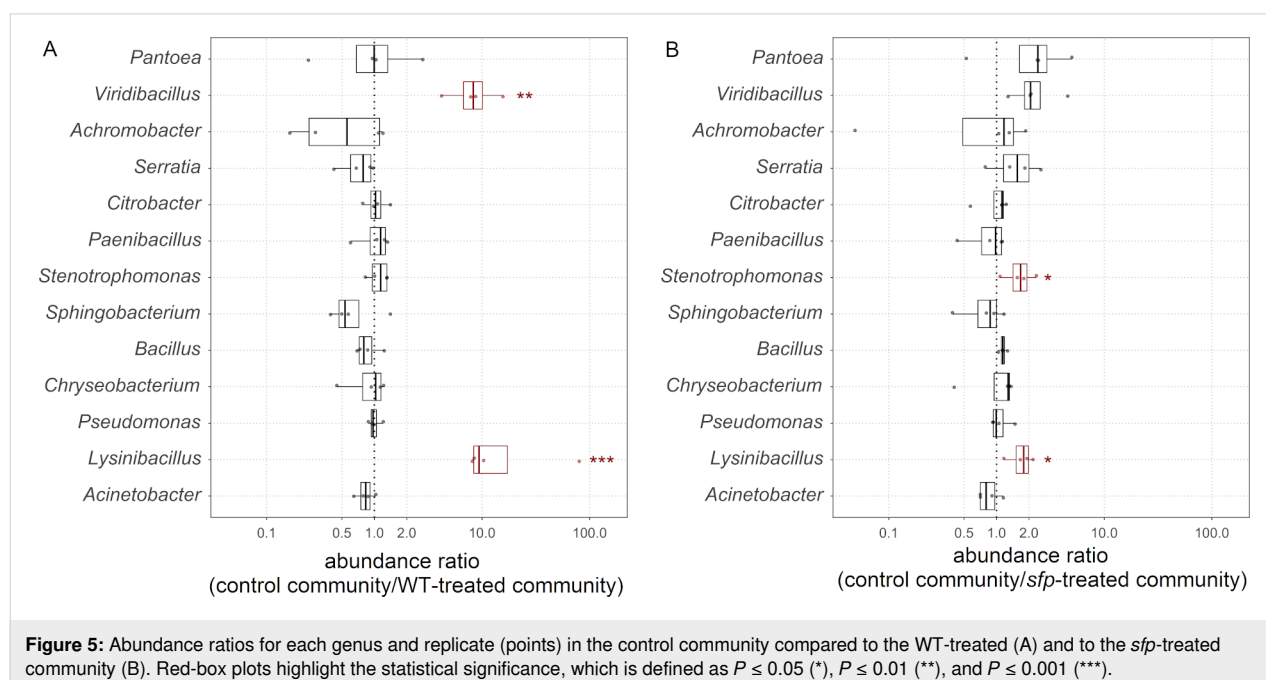 A
Pantoea
Viridibacillus
**
Achromobacter
Serratia
Citrobacter
Paenibacillus
Stenotrophomonas
Sphingobacterium
Bacillus
Chryseobacterium
Pseudomonas
Lysinibacillus
***
Acinetobacter
0.1 0.5 1.0 2.0 10.0 100.0
abundance ratio
(control community/WT-treated community)
B
Pantoea
Viridibacillus
Achromobacter
Serratia
Citrobacter
Paenibacillus
Stenotrophomonas
*
Sphingobacterium
Bacillus
Chryseobacterium
Pseudomonas
Lysinibacillus
*
Acinetobacter
0.1 0.5 1.0 2.0 10.0 100.0
abundance ratio
(control community/sfp-treated community)
Figure 5: Abundance ratios for each genus and replicate (points) in the control community compared to the WT-treated (A) and to the sfp-treated
community (B). Red-box plots highlight the statistical significance, which is defined as P ≤ 0.05 (*), P ≤ 0.01 (**), and P ≤ 0.001 (***).